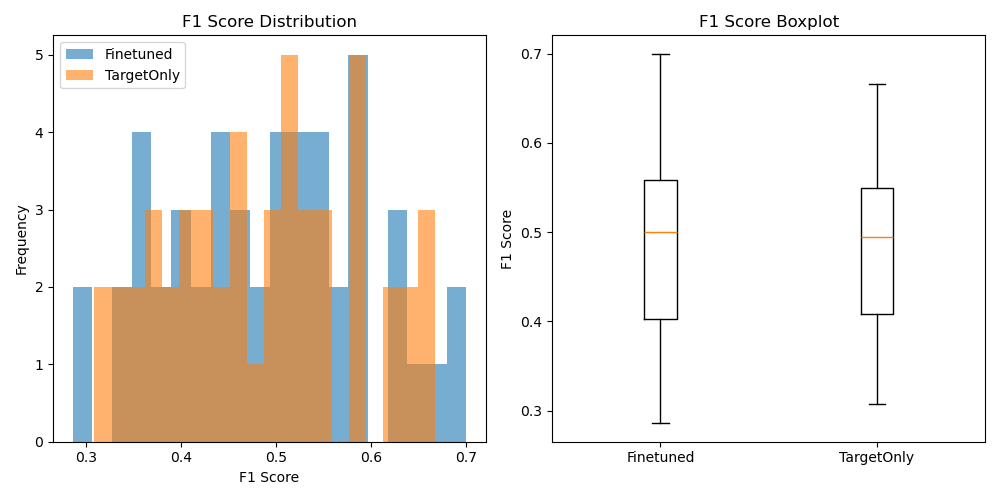 F1 Score Distribution
Finetuned
TargetOnly
Frequency
5
4
3
2
1
0
0.3 0.4 0.5 0.6 0.7
F1 Score
F1 Score Boxplot
F1 Score
0.7
0.6
0.5
0.4
0.3
Finetuned TargetOnly